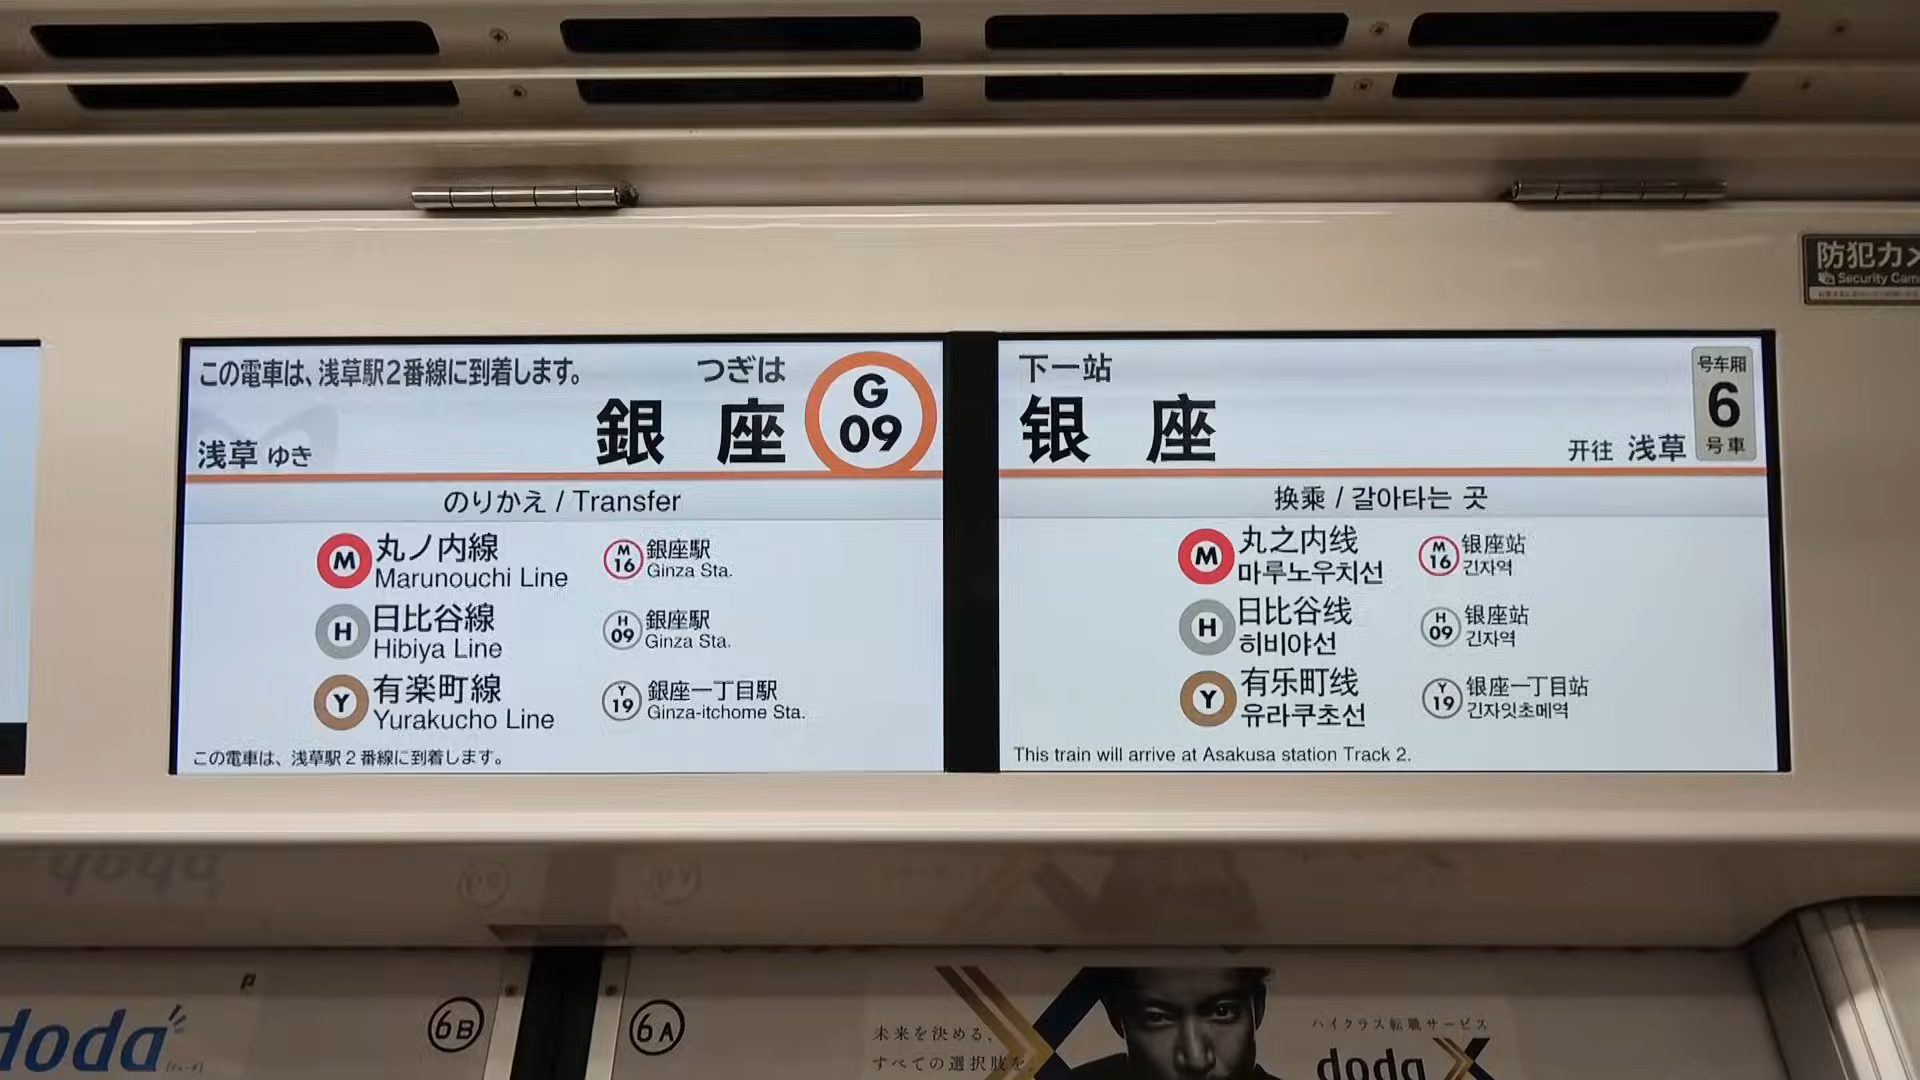 防犯カメ
Security Cam
この電車は、浅草駅2番線に到着します。
つぎは
銀座
G
09
浅草 ゆき
のりかえ / Transfer
M
丸ノ内線
Marunouchi Line
M
16
銀座駅
Ginza Sta.
H
日比谷線
Hibiya Line
H
09
銀座駅
Ginza Sta.
Y
有楽町線
Yurakucho Line
Y
19
銀座一丁目駅
Ginza-itchome Sta.
この電車は、浅草駅2番線に到着します。
下一站
银座
开往 浅草
号车厢
6
号車
换乘 / 갈아타는 곳
M
丸之内线
마루노우치선
M
16
银座站
긴자역
H
日比谷线
히비야선
H
09
银座站
긴자역
Y
有乐町线
유라쿠초선
Y
19
银座一丁目站
긴자잇초메역
This train will arrive at Asakusa station Track 2.
doda
6B
6A
未来を決める、
すべての選択肢を。
ハイクラス転職サービス
doda X